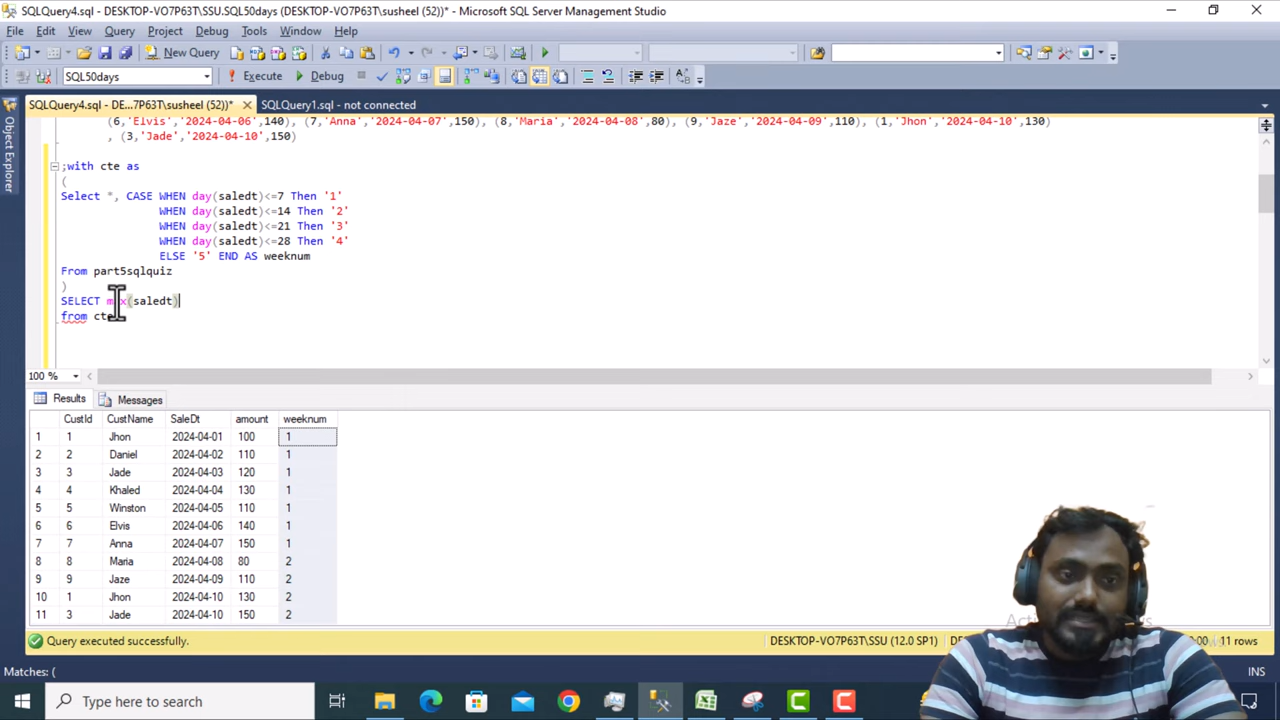 SQLQuery4.sql - DESKTOP-VO7P63T\SSU.SQL50days (DESKTOP-VO7P63T\susheel (52))* - Microsoft SQL Server Management Studio
File Edit View Query Project Debug Tools Window Help
New Query
SQL50days Execute Debug
SQLQuery4.sql - DE...7P63T\susheel (52))* SQLQuery1.sql - not connected
Object Explorer
(6,'Elvis','2024-04-06',140), (7,'Anna','2024-04-07',150), (8,'Maria','2024-04-08',80), (9,'Jaze','2024-04-09',110), (1,'Jhon','2024-04-10',130)
, (3,'Jade','2024-04-10',150)
;with cte as
(
Select *, CASE WHEN day(saledt)<=7 Then '1'
WHEN day(saledt)<=14 Then '2'
WHEN day(saledt)<=21 Then '3'
WHEN day(saledt)<=28 Then '4'
ELSE '5' END AS weeknum
From part5sqlquiz
)
SELECT (saledt)
from cte
100 %
Results Messages
CustId CustName SaleDt amount weeknum
1 1 Jhon 2024-04-01 100 1
2 2 Daniel 2024-04-02 110 1
3 3 Jade 2024-04-03 120 1
4 4 Khaled 2024-04-04 130 1
5 5 Winston 2024-04-05 110 1
6 6 Elvis 2024-04-06 140 1
7 7 Anna 2024-04-07 150 1
8 8 Maria 2024-04-08 80 2
9 9 Jaze 2024-04-09 110 2
10 1 Jhon 2024-04-10 130 2
11 3 Jade 2024-04-10 150 2
Query executed successfully. DESKTOP-VO7P63T\SSU (12.0 SP1) 11 rows
Matches: ( INS
Type here to search